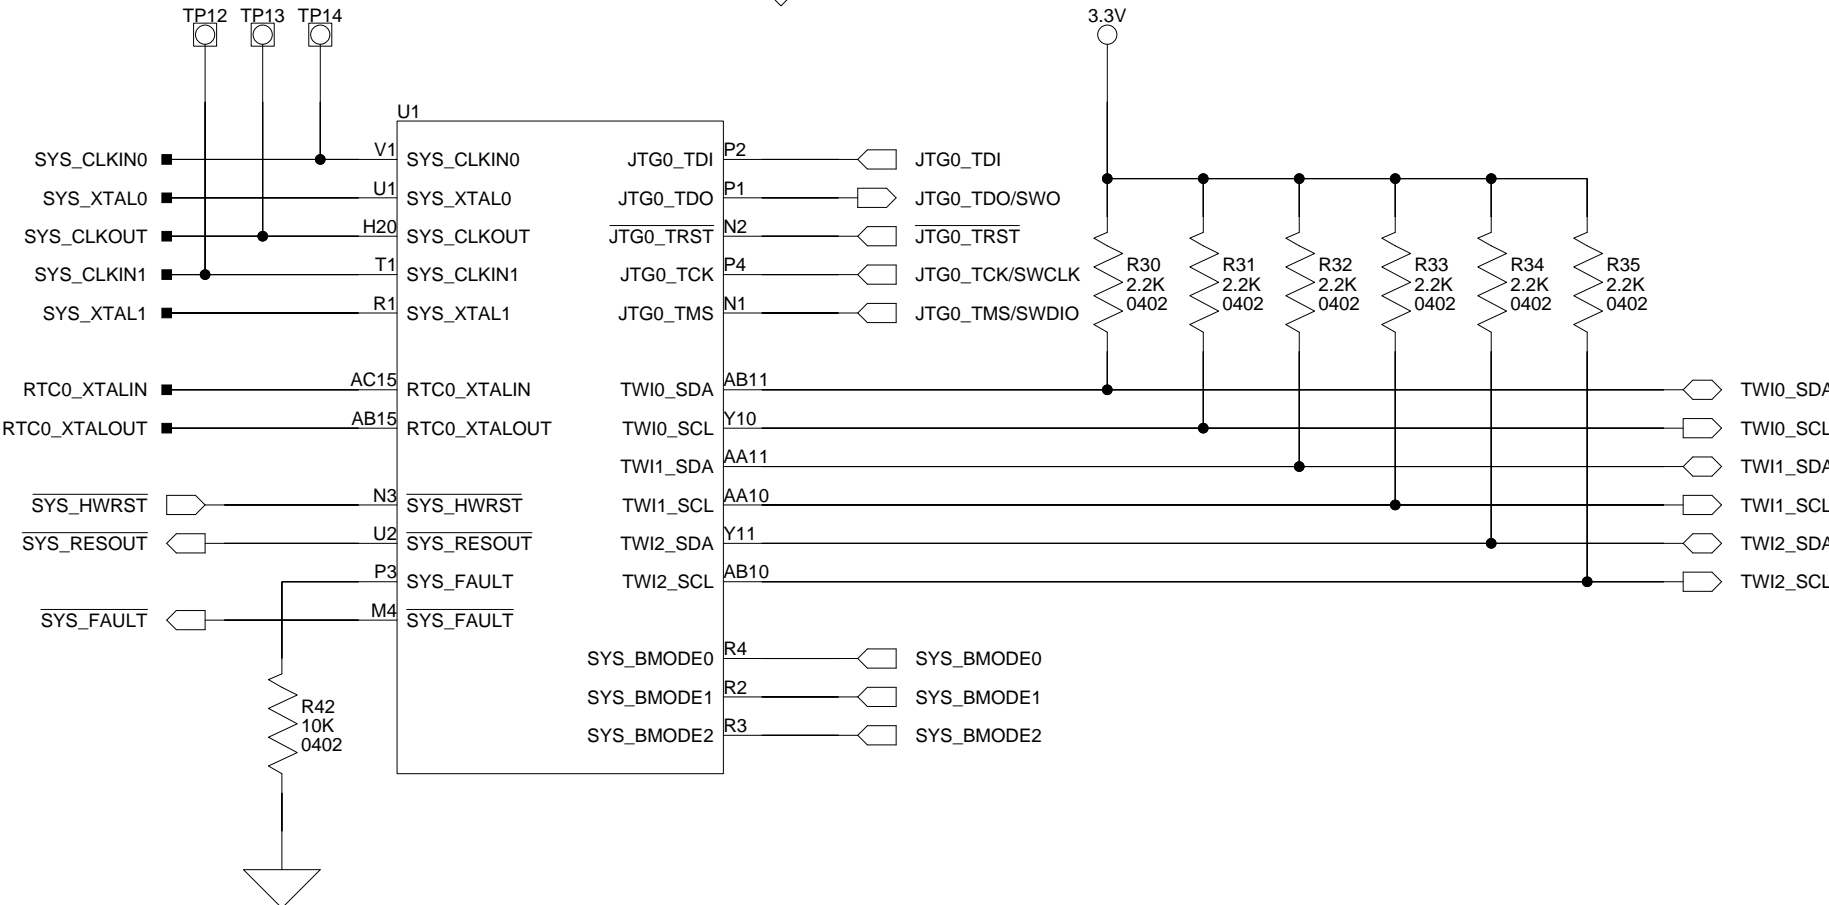 TP12 TP13 TP14
3.3V
U1
SYS_CLKIN0 V1 SYS_CLKIN0 JTG0_TDI P2 JTG0_TDI
SYS_XTAL0 U1 SYS_XTAL0 JTG0_TDO P1 JTG0_TDO/SWO
SYS_CLKOUT H20 SYS_CLKOUT JTG0_TRST N2 JTG0_TRST
SYS_CLKIN1 T1 SYS_CLKIN1 JTG0_TCK P4 JTG0_TCK/SWCLK
SYS_XTAL1 R1 SYS_XTAL1 JTG0_TMS N1 JTG0_TMS/SWDIO
R30 R31 R32 R33 R34 R35
2.2K 2.2K 2.2K 2.2K 2.2K 2.2K
0402 0402 0402 0402 0402 0402
RTC0_XTALIN AC15 RTC0_XTALIN TWI0_SDA AB11 TWI0_SDA
RTC0_XTALOUT AB15 RTC0_XTALOUT TWI0_SCL Y10 TWI0_SCL
TWI1_SDA AA11 TWI1_SDA
SYS_HWRST N3 SYS_HWRST TWI1_SCL AA10 TWI1_SCL
SYS_RESOUT U2 SYS_RESOUT TWI2_SDA Y11 TWI2_SDA
P3 SYS_FAULT TWI2_SCL AB10 TWI2_SCL
SYS_FAULT M4 SYS_FAULT
SYS_BMODE0 R4 SYS_BMODE0
SYS_BMODE1 R2 SYS_BMODE1
SYS_BMODE2 R3 SYS_BMODE2
R42
10K
0402